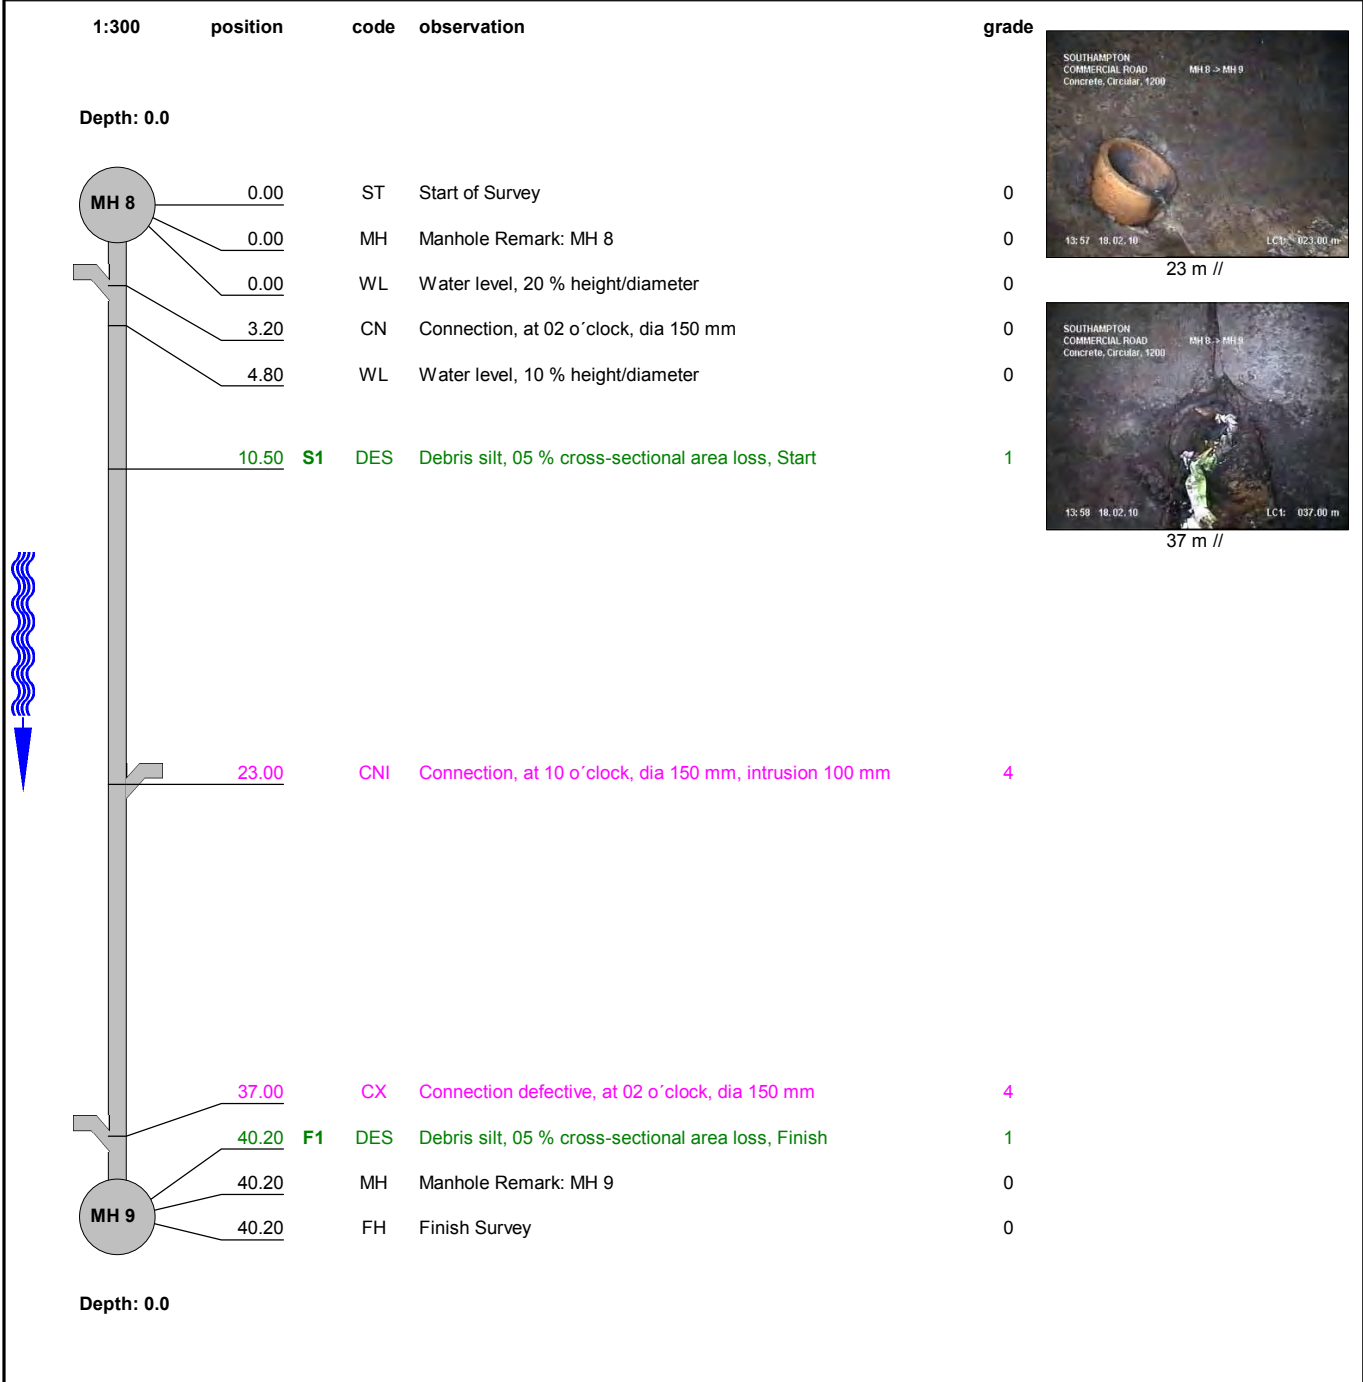 1:300 position code observation grade
Depth: 0.0
MH 8
0.00 ST Start of Survey 0
0.00 MH Manhole Remark: MH 8 0
0.00 WL Water level, 20 % height/diameter 0
3.20 CN Connection, at 02 o´clock, dia 150 mm 0
4.80 WL Water level, 10 % height/diameter 0
10.50 S1 DES Debris silt, 05 % cross-sectional area loss, Start 1
23.00 CNI Connection, at 10 o´clock, dia 150 mm, intrusion 100 mm 4
37.00 CX Connection defective, at 02 o´clock, dia 150 mm 4
40.20 F1 DES Debris silt, 05 % cross-sectional area loss, Finish 1
40.20 MH Manhole Remark: MH 9 0
MH 9
40.20 FH Finish Survey 0
Depth: 0.0
SOUTHAMPTON
COMMERCIAL ROAD MH 8 -> MH 9
Concrete, Circular, 1200
13:57 18.02.10 LC1: 023.00 m
23 m //
SOUTHAMPTON
COMMERCIAL ROAD MH 8 -> MH 9
Concrete, Circular, 1200
13:58 18.02.10 LC1: 037.00 m
37 m //